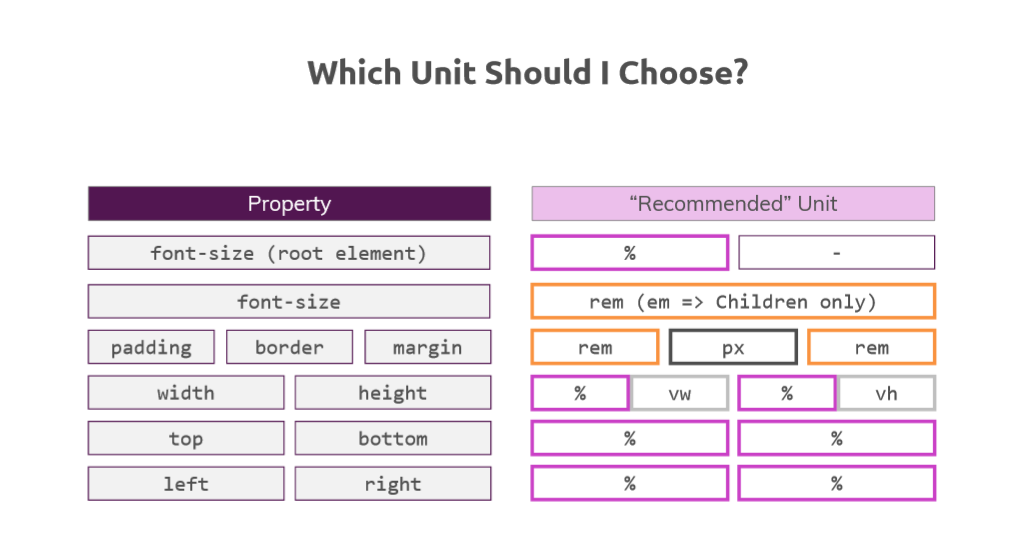 Which Unit Should I Choose?
Property “Recommended” Unit
font-size (root element) % -
font-size rem (em => Children only)
padding border margin rem px rem
width height % vw % vh
top bottom % %
left right % %